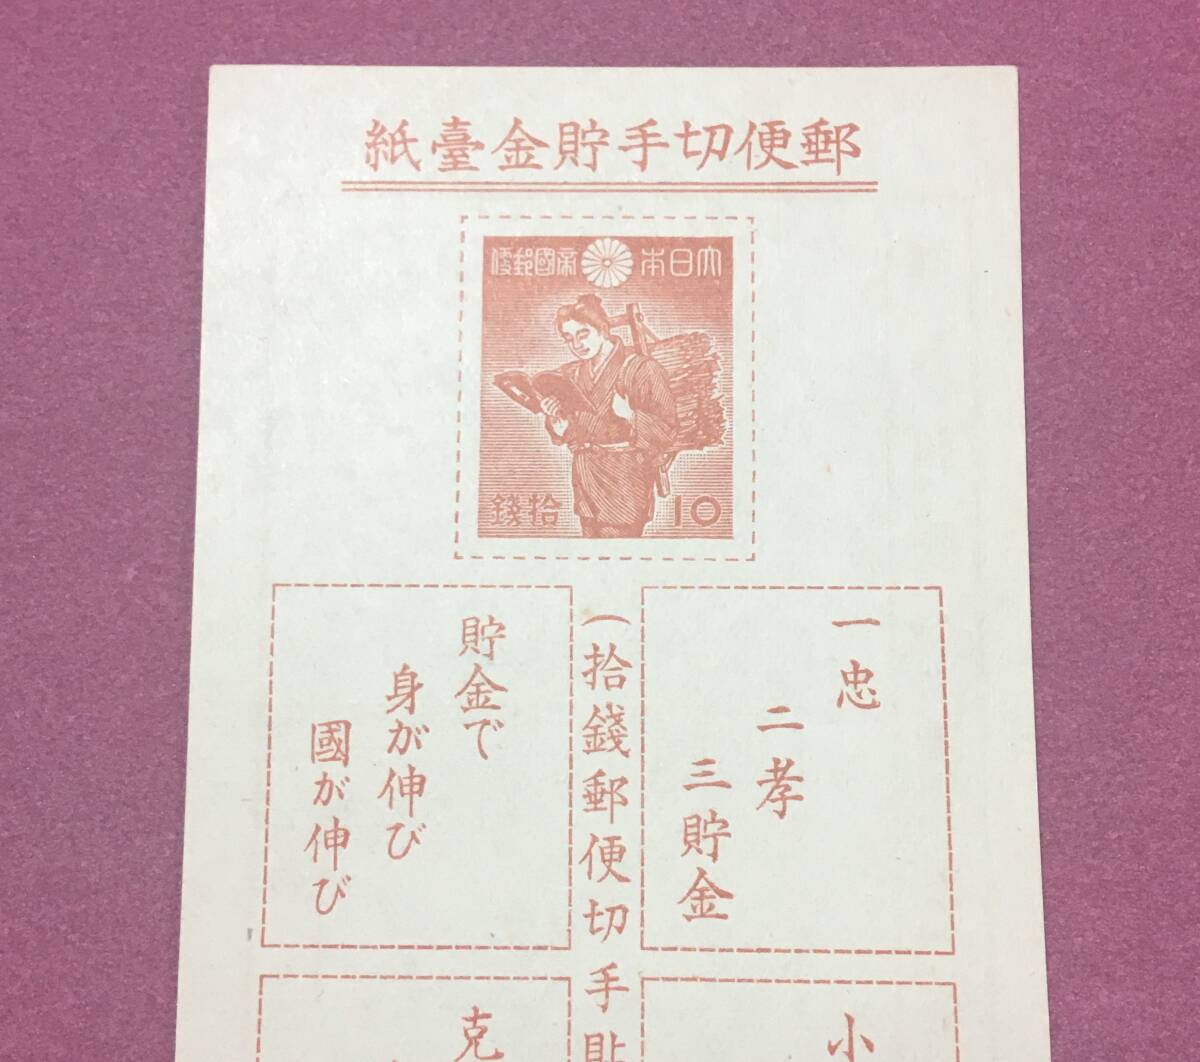 郵便切手貯金臺紙
大日本帝國郵便
拾錢
10
一忠
二孝
三貯金
(拾錢郵便切手貼
貯金で
身が伸び
國が伸び
小
克